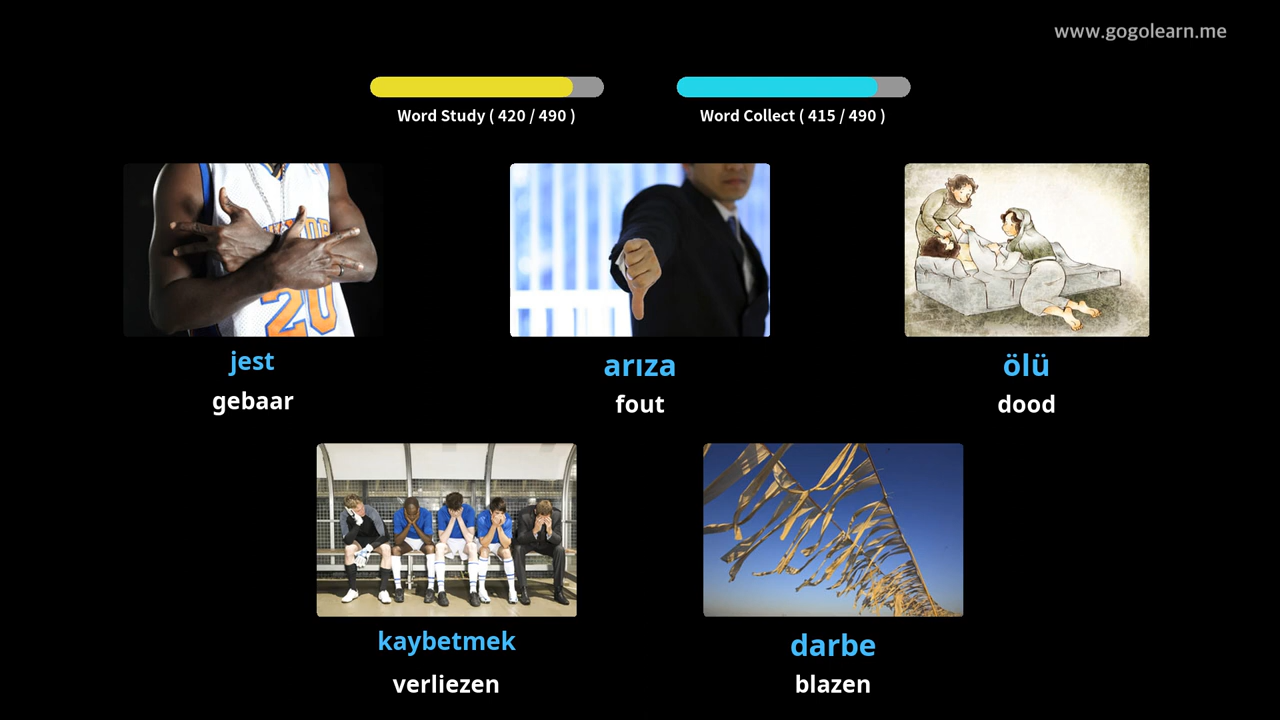 www.gogolearn.me
Word Study ( 420 / 490 )
Word Collect ( 415 / 490 )
20
jest
gebaar
arıza
fout
ölü
dood
kaybetmek
verliezen
darbe
blazen